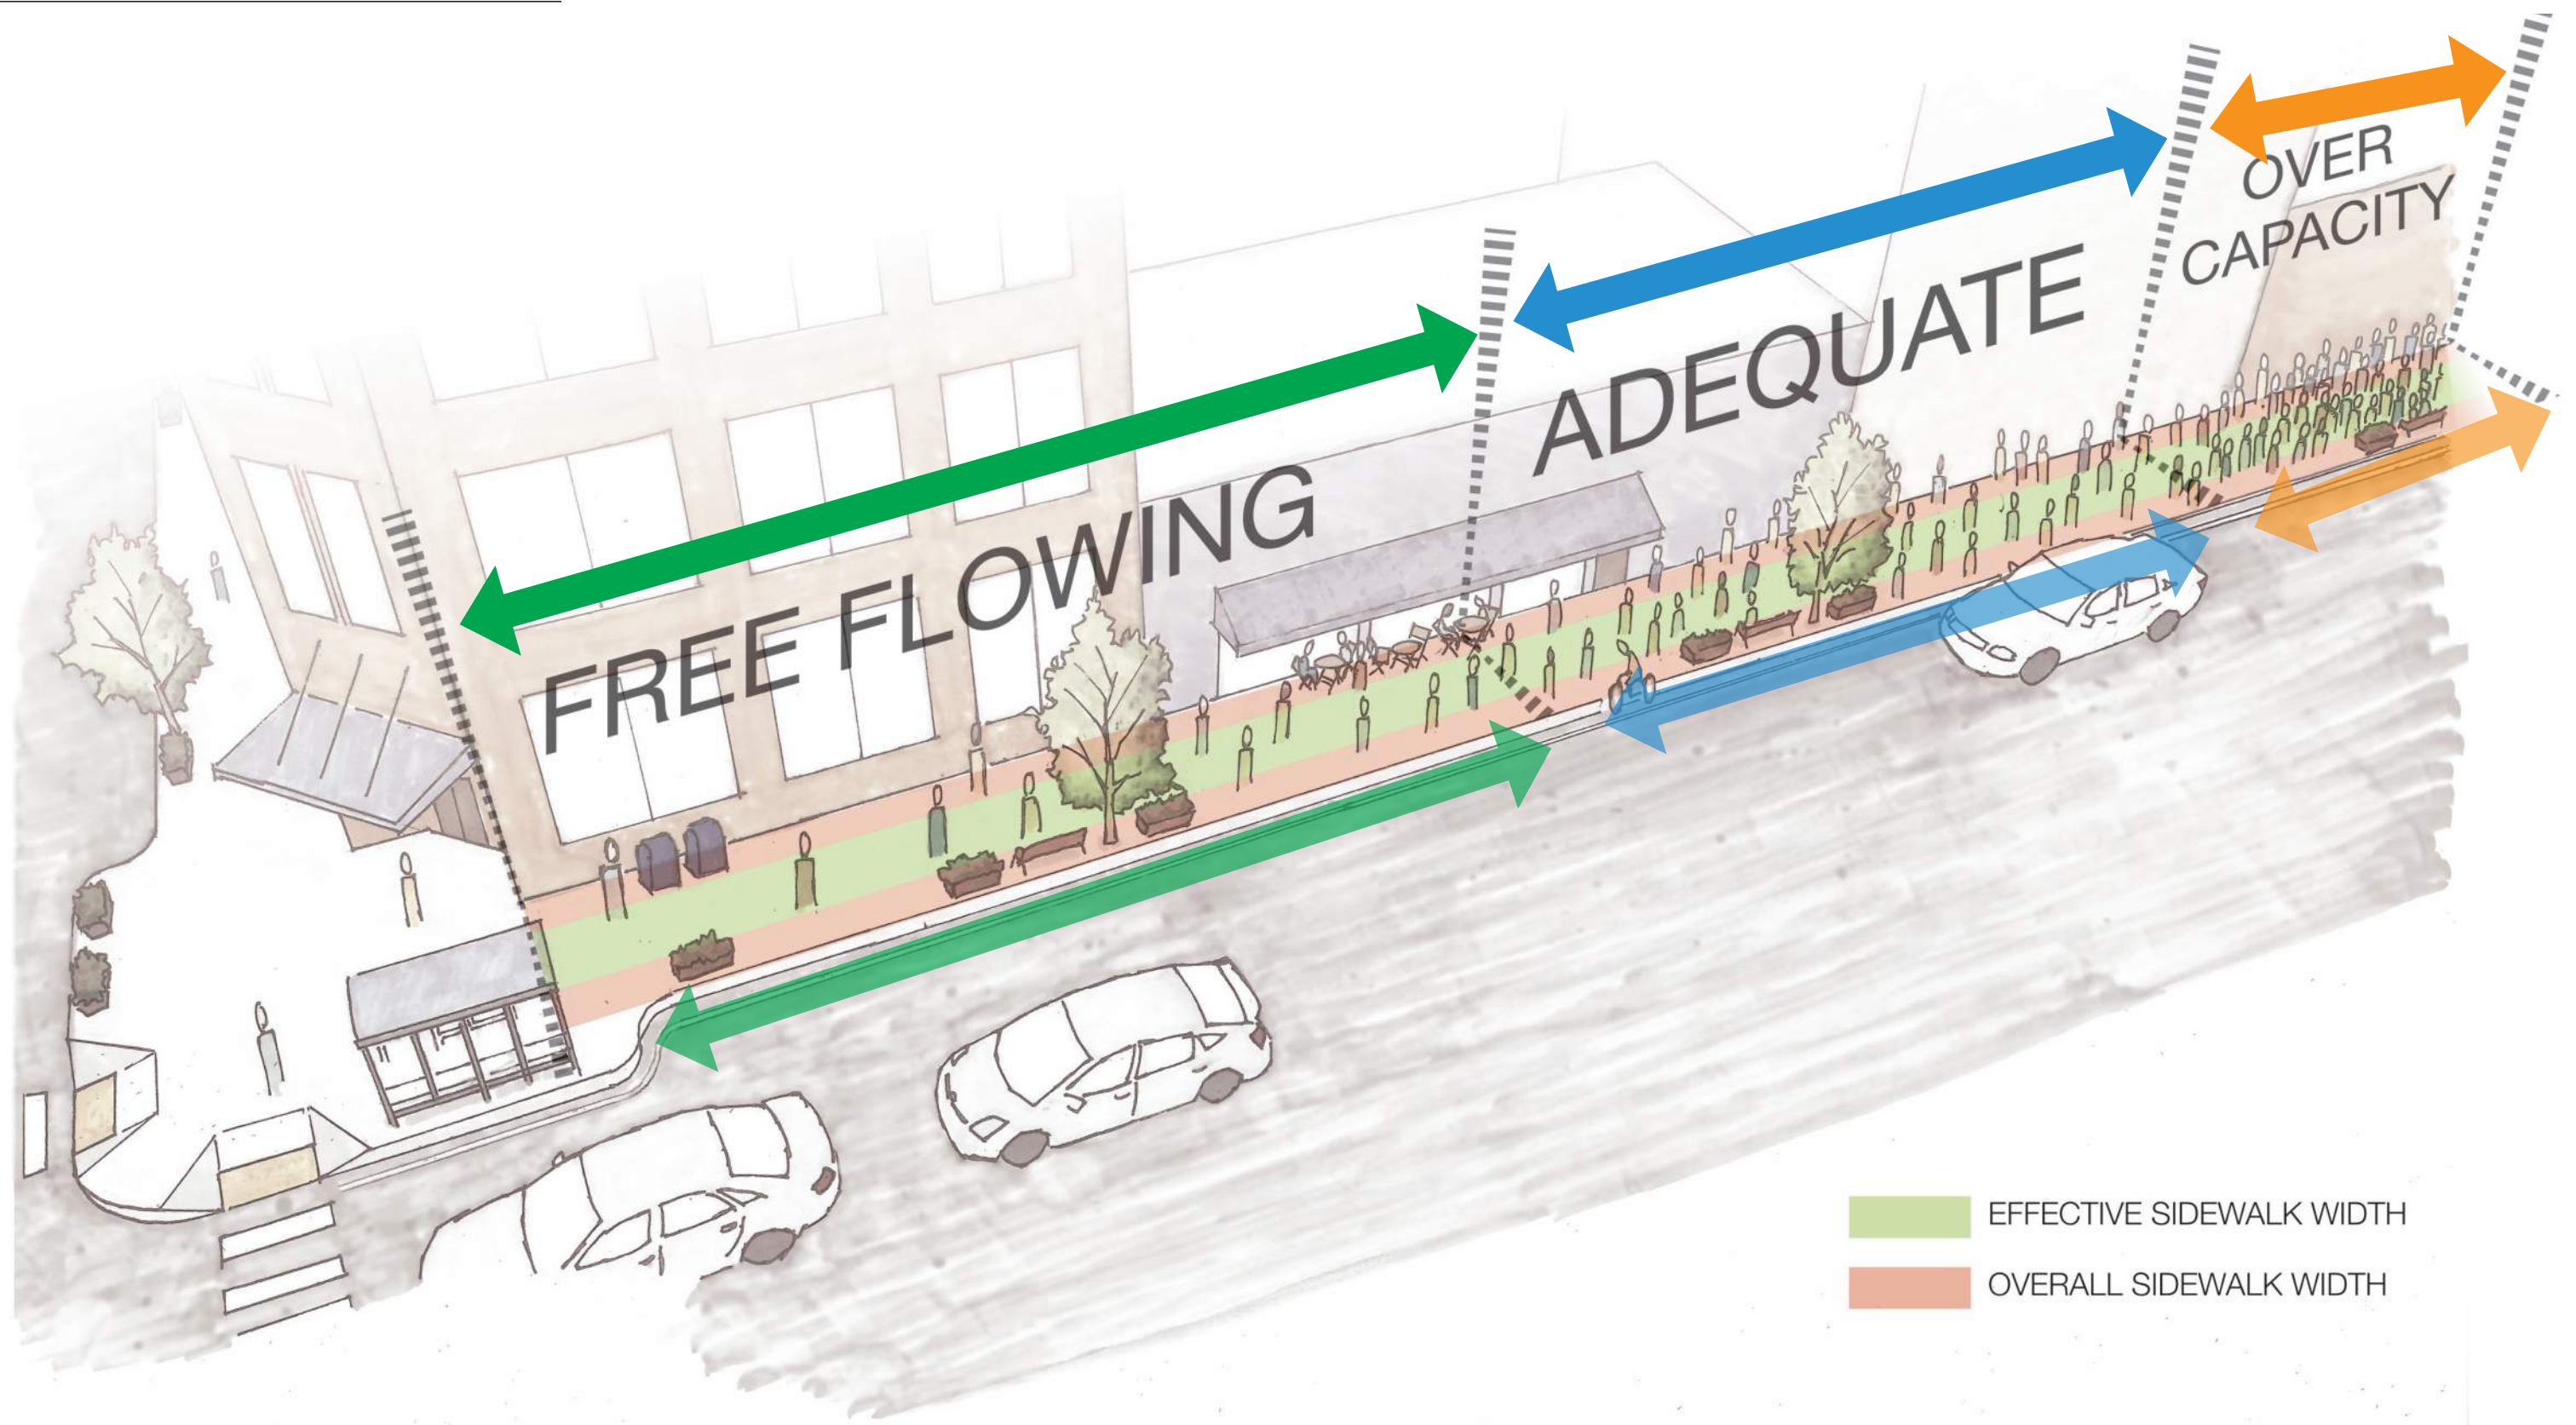 OVER
CAPACITY
ADEQUATE
FREE FLOWING
EFFECTIVE SIDEWALK WIDTH
OVERALL SIDEWALK WIDTH